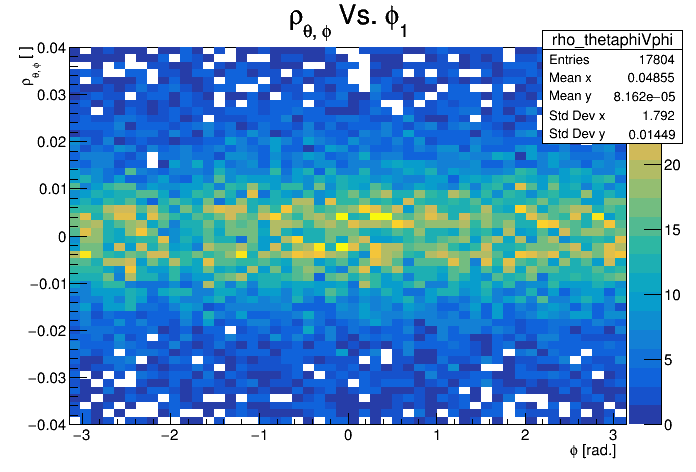 ρθ, ϕ Vs. ϕ1
rho_thetaphiVphi
Entries 17804
Mean x 0.04855
Mean y 8.162e−05
Std Dev x 1.792
Std Dev y 0.01449
ρθ, ϕ [ ]
0.04
0.03
0.02
0.01
0
−0.01
−0.02
−0.03
−0.04
−3 −2 −1 0 1 2 3
ϕ [rad.]
20
15
10
5
0